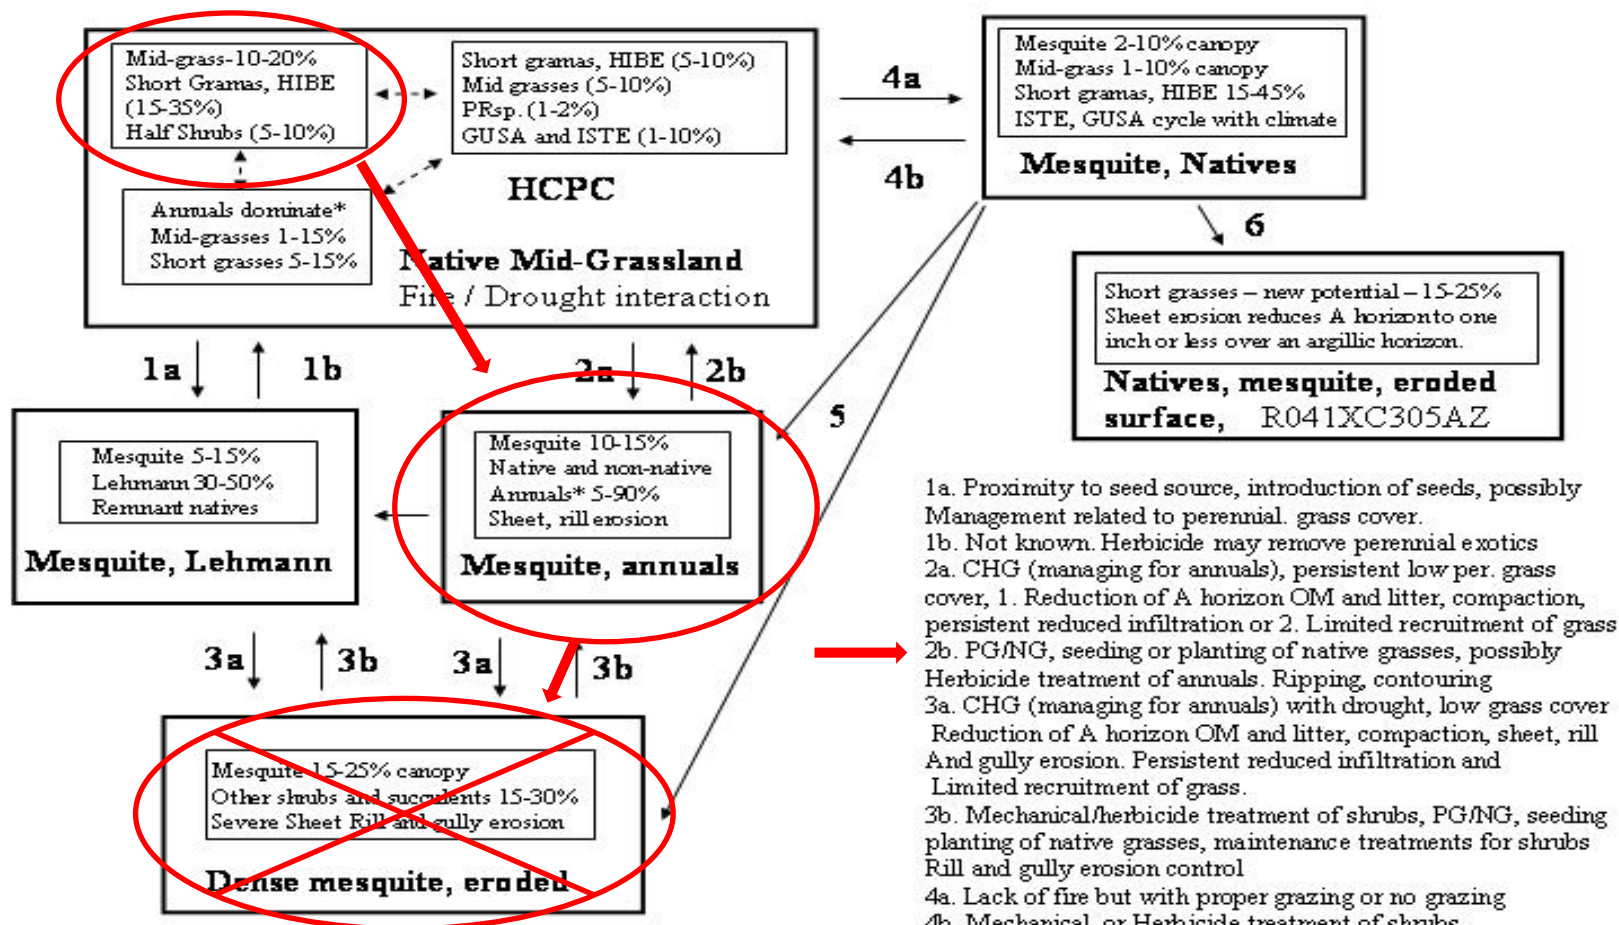 Mid-grass-10-20%
Short Gramas, HIBE
(15-35%)
Half Shrubs (5-10%)
Short gramas, HIBE (5-10%)
Mid grasses (5-10%)
PRsp. (1-2%)
GUSA and ISTE (1-10%)
HCPC
Annuals dominate*
Mid-grasses 1-15%
Short grasses 5-15%
Native Mid-Grassland
Fire / Drought interaction
4a
4b
Mesquite 2-10% canopy
Mid-grass 1-10% canopy
Short gramas, HIBE 15-45%
ISTE, GUSA cycle with climate
Mesquite, Natives
6
Short grasses – new potential – 15-25%
Sheet erosion reduces A horizon to one
inch or less over an argillic horizon.
Natives, mesquite, eroded
surface, R041XC305AZ
1a
1b
2a
2b
5
Mesquite 5-15%
Lehmann 30-50%
Remnant natives
Mesquite, Lehmann
Mesquite 10-15%
Native and non-native
Annuals* 5-90%
Sheet, rill erosion
Mesquite, annuals
3a
3b
3a
3b
Mesquite 15-25% canopy
Other shrubs and succulents 15-30%
Severe Sheet Rill and gully erosion
Dense mesquite, eroded
1a. Proximity to seed source, introduction of seeds, possibly
Management related to perennial. grass cover.
1b. Not known. Herbicide may remove perennial exotics
2a. CHG (managing for annuals), persistent low per. grass
cover, 1. Reduction of A horizon OM and litter, compaction,
persistent reduced infiltration or 2. Limited recruitment of grass
2b. PG/NG, seeding or planting of native grasses, possibly
Herbicide treatment of annuals. Ripping, contouring
3a. CHG (managing for annuals) with drought, low grass cover
Reduction of A horizon OM and litter, compaction, sheet, rill
And gully erosion. Persistent reduced infiltration and
Limited recruitment of grass.
3b. Mechanical/herbicide treatment of shrubs, PG/NG, seeding
planting of native grasses, maintenance treatments for shrubs
Rill and gully erosion control
4a. Lack of fire but with proper grazing or no grazing
4b. Mechanical or Herbicide treatment of shrubs